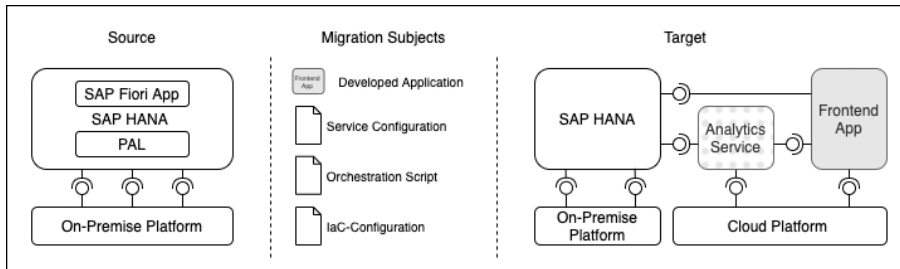 Source
SAP Fiori App
SAP HANA
PAL
On-Premise Platform
Migration Subjects
Frontend
App
Developed Application
Service Configuration
Orchestration Script
IaC-Configuration
Target
SAP HANA
Analytics
Service
Frontend
App
On-Premise
Platform
Cloud Platform